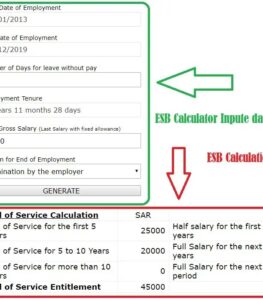 Date of Employment
01/2013
Date of Employment
12/2019
er of Days for leave without pay
oyment Tenure
ears 11 months 28 days
Gross Salary (Last Salary with fixed allowance)
0
n for End of Employment
mination by the employer
GENERATE
ESB Calculator Inpute da
ESB Calculati
d of Service Calculation SAR
of Service for the first 5 25000 Half salary for the first
rs years
of Service for 5 to 10 Years 20000 Full Salary for the next
years
of Service for more than 10 0 Full Salary for the next
rs period
d of Service Entitlement 45000